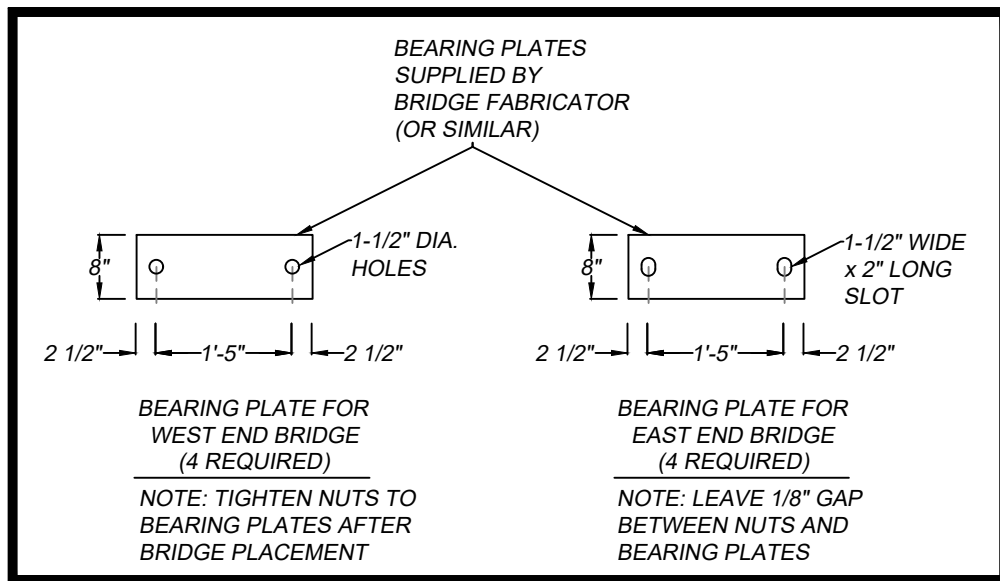 BEARING PLATES
SUPPLIED BY
BRIDGE FABRICATOR
(OR SIMILAR)
8"
1-1/2" DIA.
HOLES
2 1/2"
1'-5"
2 1/2"
BEARING PLATE FOR
WEST END BRIDGE
(4 REQUIRED)
NOTE: TIGHTEN NUTS TO
BEARING PLATES AFTER
BRIDGE PLACEMENT
8"
1-1/2" WIDE
x 2" LONG
SLOT
2 1/2"
1'-5"
2 1/2"
BEARING PLATE FOR
EAST END BRIDGE
(4 REQUIRED)
NOTE: LEAVE 1/8" GAP
BETWEEN NUTS AND
BEARING PLATES